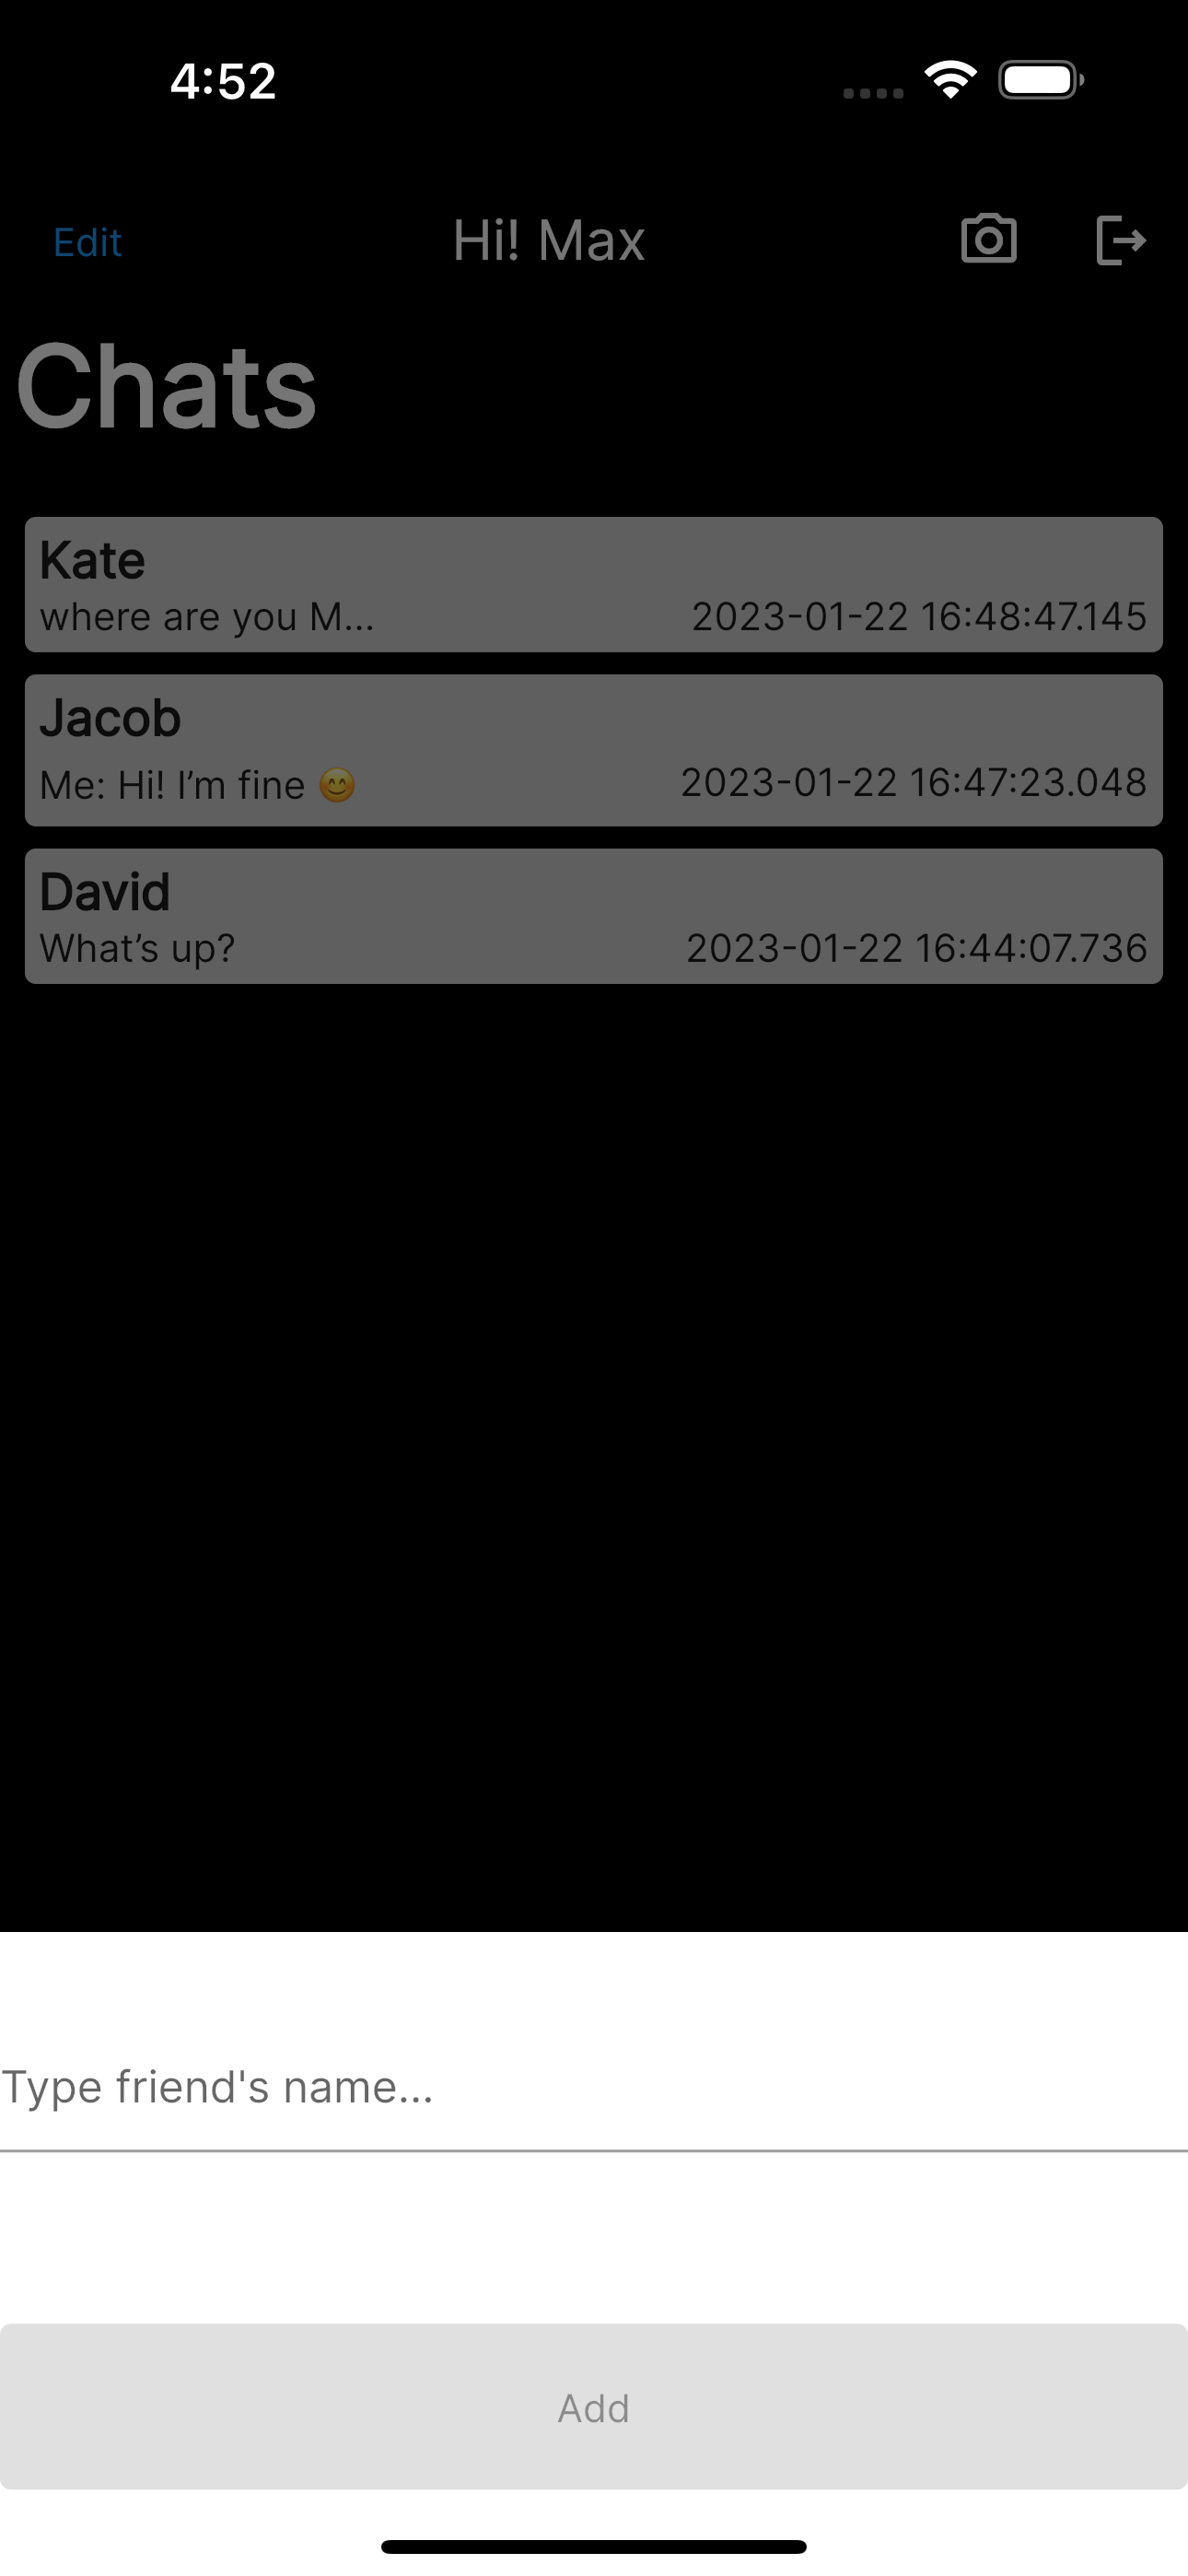 4:52
Edit Hi! Max
Chats
Kate
where are you M... 2023-01-22 16:48:47.145
Jacob
Me: Hi! I’m fine 😊 2023-01-22 16:47:23.048
David
What’s up? 2023-01-22 16:44:07.736
Type friend's name...
Add